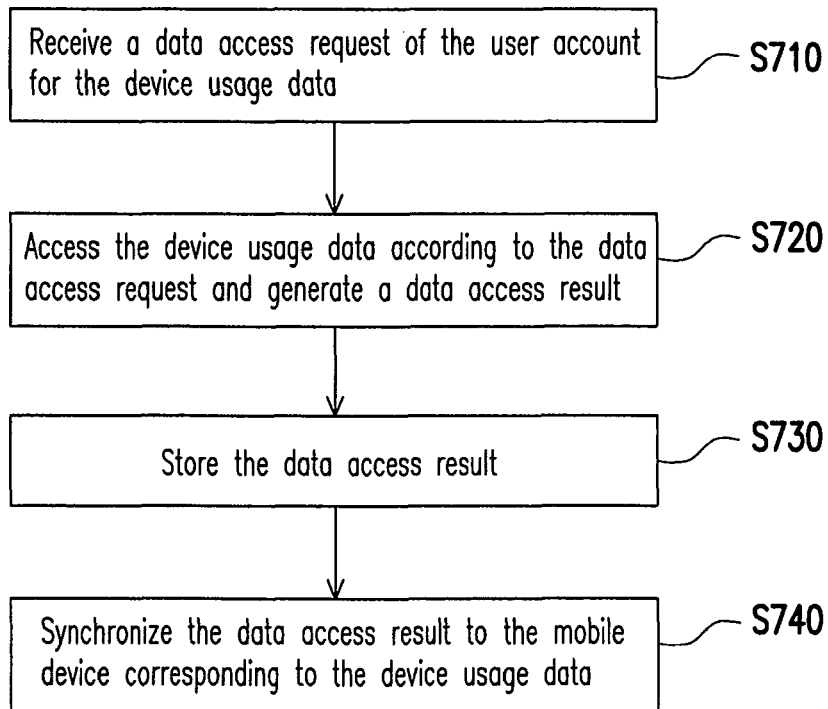 Receive a data access request of the user account
for the device usage data
S710
Access the device usage data according to the data
access request and generate a data access result
S720
Store the data access result
S730
Synchronize the data access result to the mobile
device corresponding to the device usage data
S740